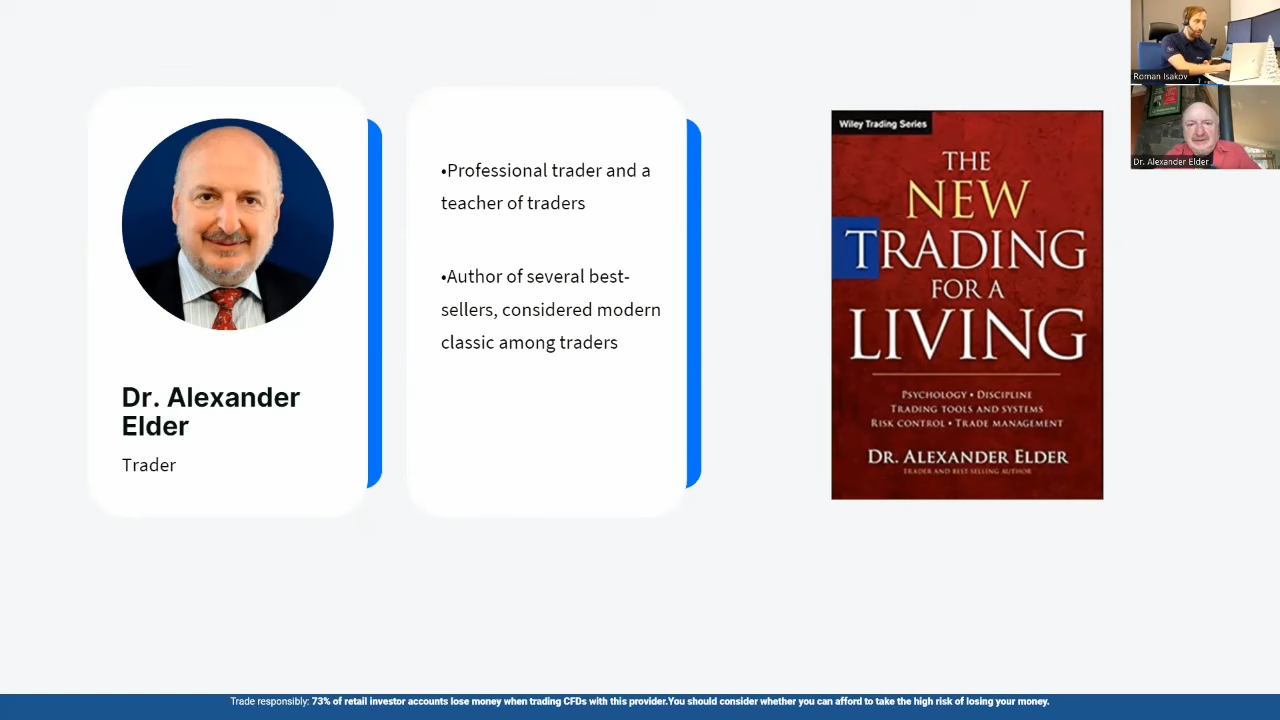 Dr. Alexander
Elder
Trader
•Professional trader and a
teacher of traders
•Author of several best-
sellers, considered modern
classic among traders
Wiley Trading Series
THE
NEW
TRADING
FOR A
LIVING
PSYCHOLOGY • DISCIPLINE
TRADING TOOLS AND SYSTEMS
RISK CONTROL • TRADE MANAGEMENT
DR. ALEXANDER ELDER
TRADER AND BEST SELLING AUTHOR
Roman Isakov
Dr. Alexander Elder
Trade responsibly: 73% of retail investor accounts lose money when trading CFDs with this provider.You should consider whether you can afford to take the high risk of losing your money.